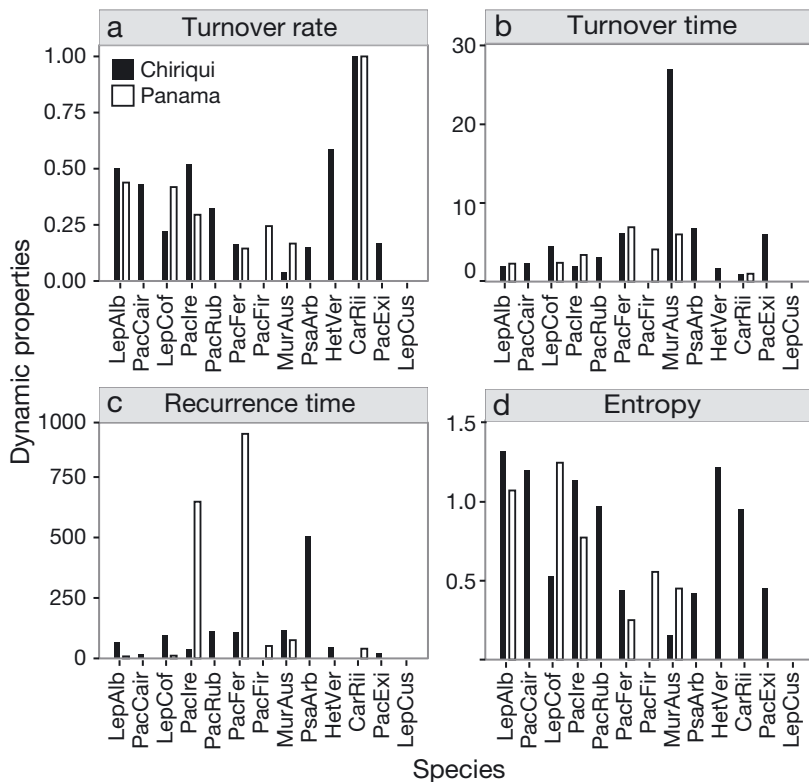 a Turnover rate
1.00
0.75
0.50
0.25
0.00
Chiriqui
Panama
LepAlb
PacCair
LepCof
PacIre
PacRub
PacFer
PacFir
MurAus
PsaArb
HetVer
CarRii
PacExi
LepCus
b Turnover time
30
20
10
0
LepAlb
PacCair
LepCof
PacIre
PacRub
PacFer
PacFir
MurAus
PsaArb
HetVer
CarRii
PacExi
LepCus
Dynamic properties
c Recurrence time
1000
750
500
250
0
LepAlb
PacCair
LepCof
PacIre
PacRub
PacFer
PacFir
MurAus
PsaArb
HetVer
CarRii
PacExi
LepCus
d Entropy
1.5
1.0
0.5
LepAlb
PacCair
LepCof
PacIre
PacRub
PacFer
PacFir
MurAus
PsaArb
HetVer
CarRii
PacExi
LepCus
Species